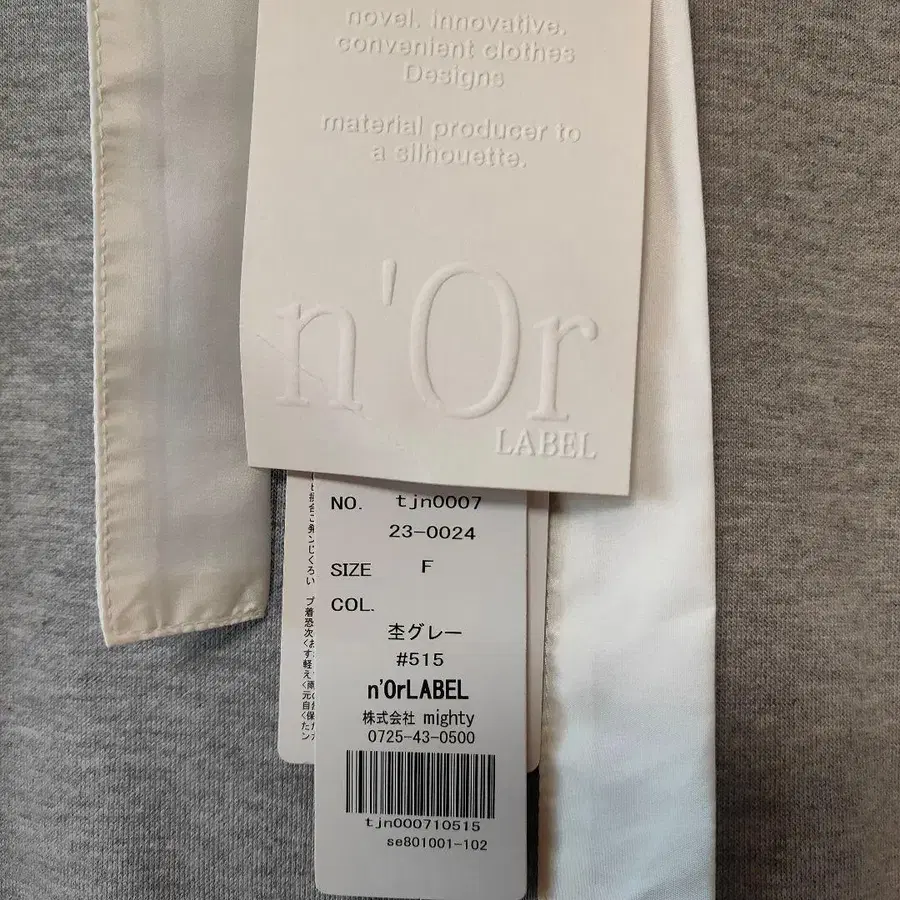 novel. innovative.
convenient clothes
Designs
material producer to
a silhouette.
n'Or
LABEL
NO. tjn0007
23-0024
SIZE F
COL.
杢グレー
#515
n'OrLABEL
株式会社 mighty
0725-43-0500
tjn000710515
se801001-102